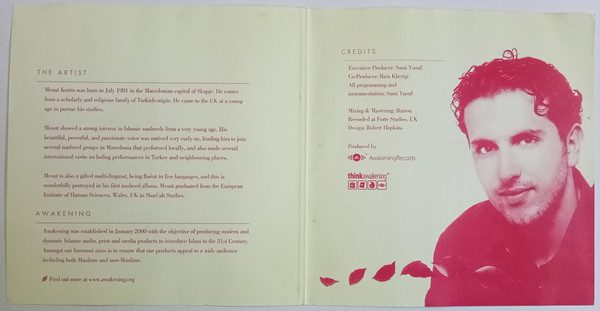 THE ARTIST
Mesut Kurtis was born in July 1981 in the Macedonian capital of Skopje. He comes
from a scholarly and religious family of Turkish origin. He came to the UK at a young
age to pursue his studies.
Mesut showed a strong interest in Islamic nasheeds from a very young age. His
beautiful, powerful, and passionate voice was noticed very early on, leading him to join
several nasheed groups in Macedonia that performed locally, and also made several
international visits including performances in Turkey and neighbouring places.
Mesut is also a gifted multi-linguist, being fluent in five languages, and this is
wonderfully portrayed in his first nasheed album. Mesut graduated from the European
Institute of Human Sciences, Wales, UK in Shari'ah Studies.
AWAKENING
Awakening was established in January 2000 with the objective of producing modern and
dynamic Islamic audio, print and media products to introduce Islam to the 21st Century.
Amongst our foremost aims is to ensure that our products appeal to a wide audience
including both Muslims and non-Muslims.
Find out more at www.awakening.org
CREDITS
Executive Producer: Sami Yusuf
Co-Producer: Bara Kherigi
All programming and
instrumentation: Sami Yusuf
Mixing & Mastering: Baron
Recorded at Forte Studies, UK
Design: Robert Hopkins
Produced by
AwakeningRecords
thinkawakening